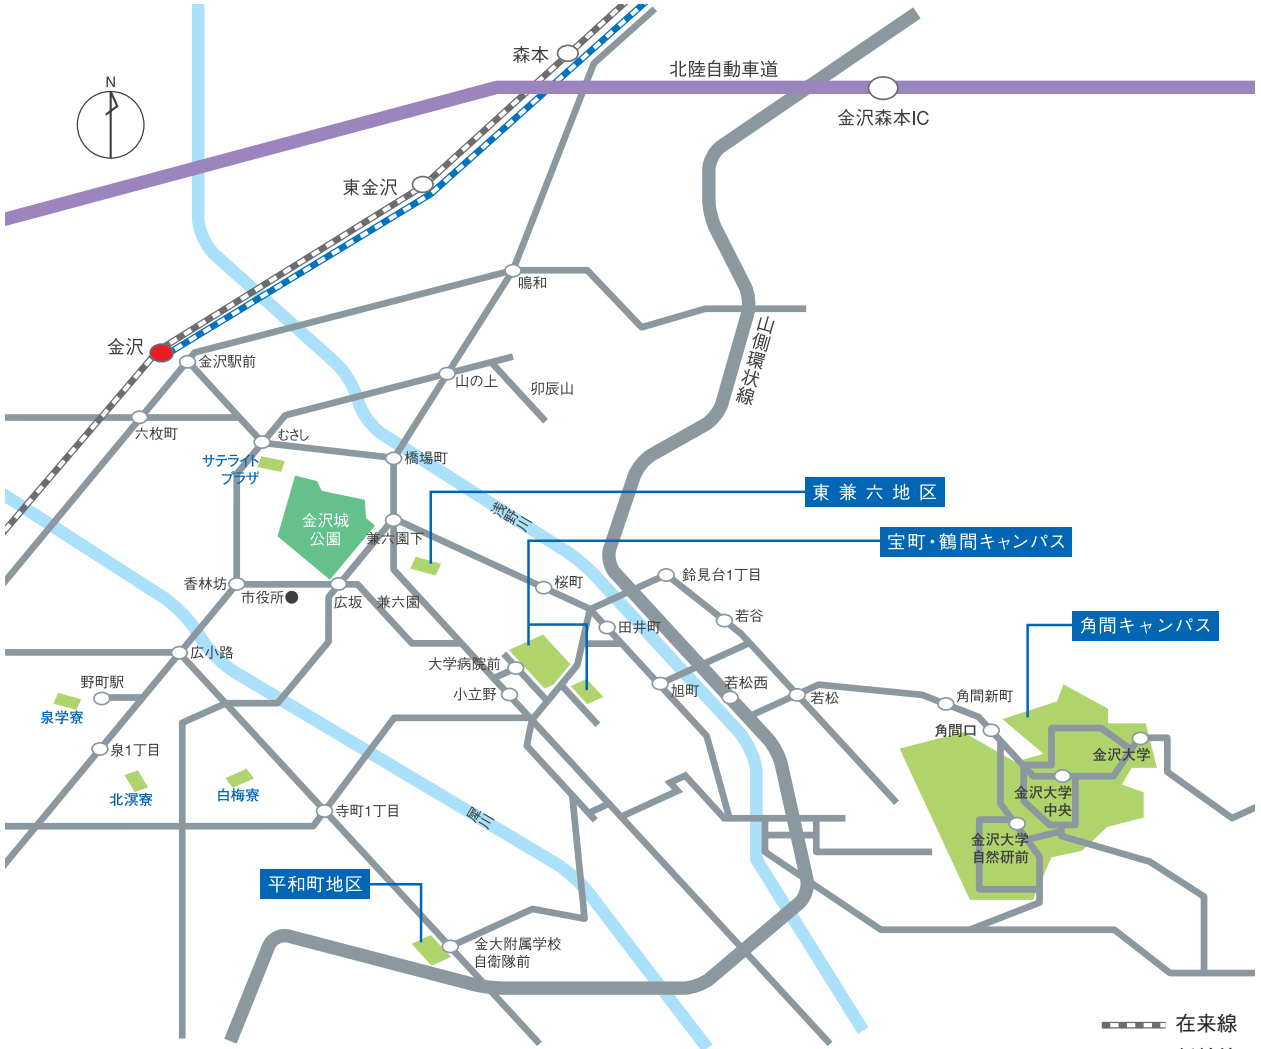 森本
北陸自動車道
N
金沢森本IC
東金沢
鳴和
山側環状線
金沢
金沢駅前
山の上
卯辰山
六枚町
むさし
サテライト
プラザ
橋場町
東兼六地区
金沢城
公園
兼六園下
浅野川
宝町・鶴間キャンパス
香林坊
市役所
広坂
兼六園
桜町
鈴見台1丁目
若谷
田井町
角間キャンパス
広小路
大学病院前
野町駅
小立野
旭町
若松西
若松
角間新町
泉学寮
角間口
泉1丁目
金沢大学
北溟寮
白梅寮
金沢大学
中央
寺町1丁目
犀川
金沢大学
自然研前
平和町地区
金大附属学校
自衛隊前
在来線